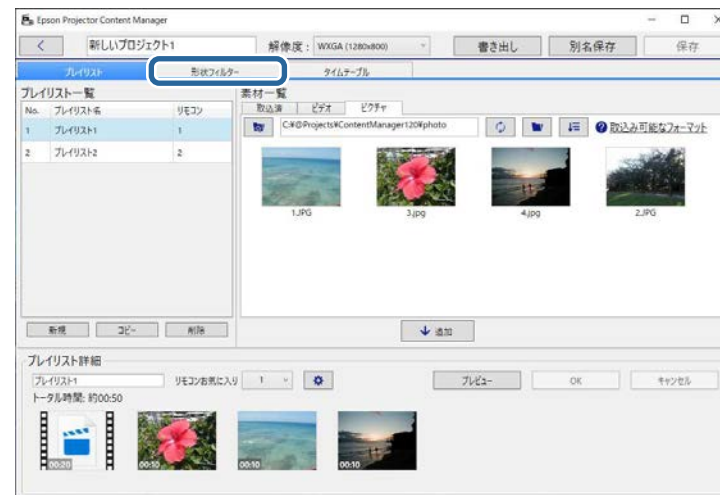 Epson Projector Content Manager
新しいプロジェクト1 解像度： WXGA (1280x800) 書き出し 別名保存 保存
プレイリスト 形状フィルター タイムテーブル
プレイリスト一覧 素材一覧
No. プレイリスト名 リモコン 取込済 ビデオ ピクチャ
1 プレイリスト1 1 C:¥@Projects¥ContentManager120¥photo 取込み可能なフォーマット
2 プレイリスト2 2
1.JPG 3.jpg 4.jpg 2.JPG
新規 コピー 削除 追加
プレイリスト詳細
プレイリスト1 リモコンお気に入り 1 プレビュー OK キャンセル
トータル時間: 約00:50
00:20 00:10 00:10 00:10